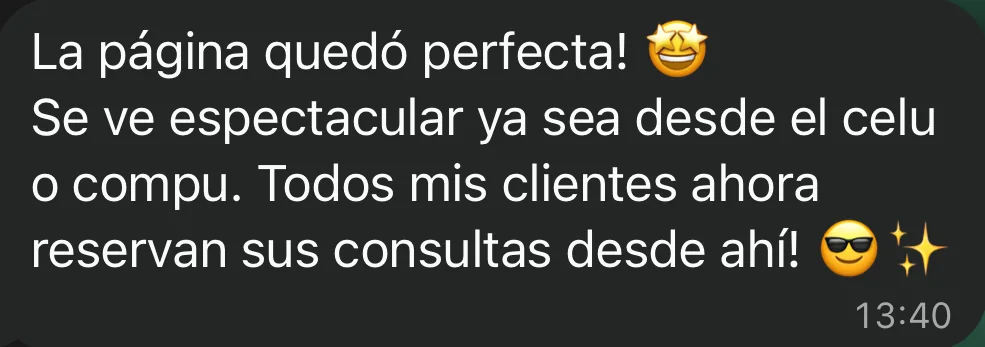 La página quedó perfecta! 🤩
Se ve espectacular ya sea desde el celu
o compu. Todos mis clientes ahora
reservan sus consultas desde ahí! 😎✨
13:40